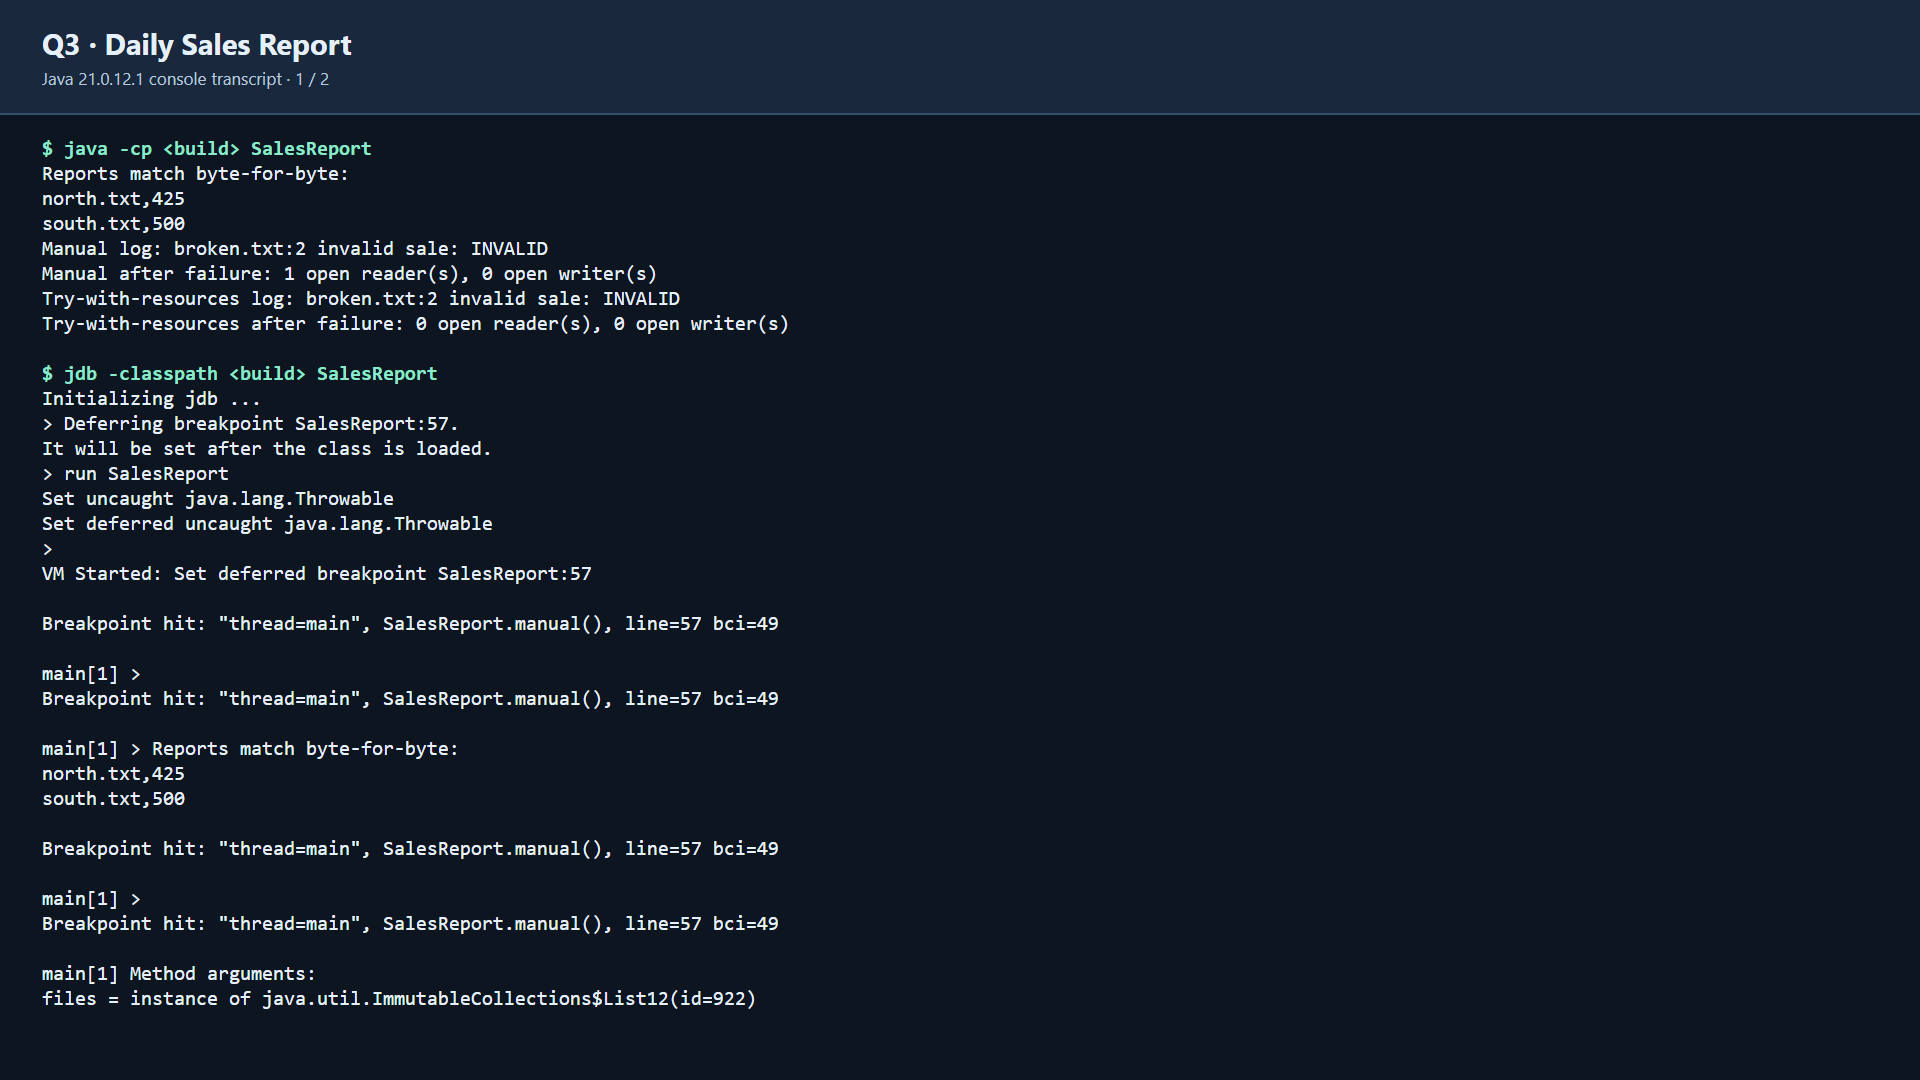 Q3 · Daily Sales Report
Java 21.0.12.1 console transcript · 1 / 2
$ java -cp <build> SalesReport
Reports match byte-for-byte:
north.txt,425
south.txt,500
Manual log: broken.txt:2 invalid sale: INVALID
Manual after failure: 1 open reader(s), 0 open writer(s)
Try-with-resources log: broken.txt:2 invalid sale: INVALID
Try-with-resources after failure: 0 open reader(s), 0 open writer(s)
$ jdb -classpath <build> SalesReport
Initializing jdb ...
> Deferring breakpoint SalesReport:57.
It will be set after the class is loaded.
> run SalesReport
Set uncaught java.lang.Throwable
Set deferred uncaught java.lang.Throwable
>
VM Started: Set deferred breakpoint SalesReport:57
Breakpoint hit: "thread=main", SalesReport.manual(), line=57 bci=49
main[1] >
Breakpoint hit: "thread=main", SalesReport.manual(), line=57 bci=49
main[1] > Reports match byte-for-byte:
north.txt,425
south.txt,500
Breakpoint hit: "thread=main", SalesReport.manual(), line=57 bci=49
main[1] >
Breakpoint hit: "thread=main", SalesReport.manual(), line=57 bci=49
main[1] Method arguments:
files = instance of java.util.ImmutableCollections$List12(id=922)